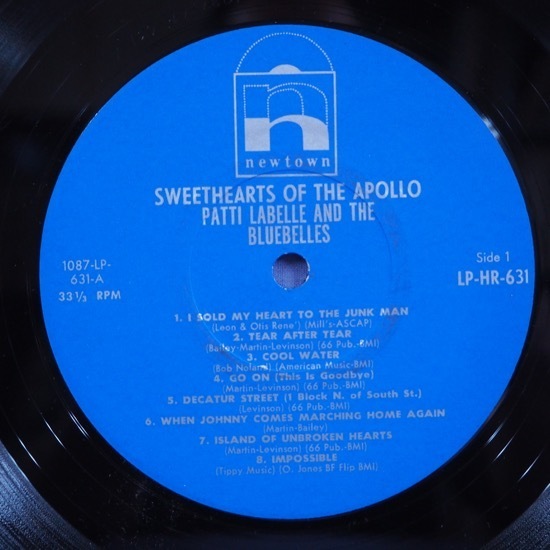 newtown
SWEETHEARTS OF THE APOLLO
PATTI LABELLE AND THE
BLUEBELLES
1087-LP-
631-A
33⅓ RPM
Side 1
LP-HR-631
1. I SOLD MY HEART TO THE JUNK MAN
(Leon & Otis Rene') (Mill's-ASCAP)
2. TEAR AFTER TEAR
(Bailey-Martin-Levinson) (66 Pub.-BMI)
3. COOL WATER
(Bob Noland) (American Music-BMI)
4. GO ON (This Is Goodbye)
(Martin-Levinson) (66 Pub.-BMI)
5. DECATUR STREET (1 Block N. of South St.)
(Levinson) (66 Pub.-BMI)
6. WHEN JOHNNY COMES MARCHING HOME AGAIN
(Martin-Bailey)
7. ISLAND OF UNBROKEN HEARTS
(Martin-Levinson) (66 Pub.-BMI)
8. IMPOSSIBLE
(Tippy Music) (O. Jones BF Flip BMI)